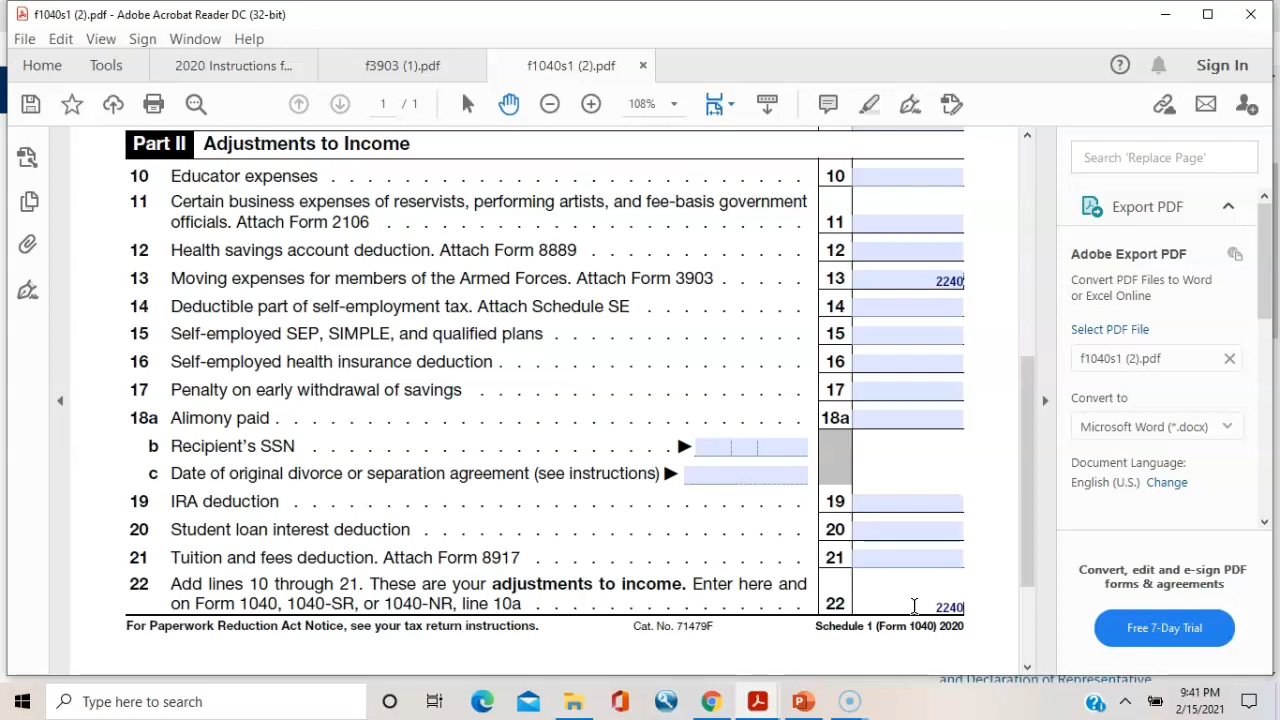 f1040s1 (2).pdf - Adobe Acrobat Reader DC (32-bit)
File Edit View Sign Window Help
Home Tools 2020 Instructions f... f3903 (1).pdf f1040s1 (2).pdf × Sign In
1 / 1 108%
Part II Adjustments to Income
10 Educator expenses . . . . . . . . . . . . . . . . . . . . . . . . . . 10
11 Certain business expenses of reservists, performing artists, and fee-basis government
officials. Attach Form 2106 . . . . . . . . . . . . . . . . . . . . . . . 11
12 Health savings account deduction. Attach Form 8889 . . . . . . . . . . . . 12
13 Moving expenses for members of the Armed Forces. Attach Form 3903 . . . . . 13 2240
14 Deductible part of self-employment tax. Attach Schedule SE . . . . . . . . . 14
15 Self-employed SEP, SIMPLE, and qualified plans . . . . . . . . . . . . . 15
16 Self-employed health insurance deduction . . . . . . . . . . . . . . . . 16
17 Penalty on early withdrawal of savings . . . . . . . . . . . . . . . . . 17
18a Alimony paid . . . . . . . . . . . . . . . . . . . . . . . . . . . . 18a
b Recipient's SSN . . . . . . . . . . . . . . . . . . . . . ▶
c Date of original divorce or separation agreement (see instructions) ▶
19 IRA deduction . . . . . . . . . . . . . . . . . . . . . . . . . . . 19
20 Student loan interest deduction . . . . . . . . . . . . . . . . . . . . 20
21 Tuition and fees deduction. Attach Form 8917 . . . . . . . . . . . . . . 21
22 Add lines 10 through 21. These are your adjustments to income. Enter here and
on Form 1040, 1040-SR, or 1040-NR, line 10a . . . . . . . . . . . . . . 22 2240
For Paperwork Reduction Act Notice, see your tax return instructions. Cat. No. 71479F Schedule 1 (Form 1040) 2020
Search 'Replace Page'
Export PDF
Adobe Export PDF
Convert PDF Files to Word
or Excel Online
Select PDF File
f1040s1 (2).pdf ×
Convert to
Microsoft Word (*.docx)
Document Language:
English (U.S.) Change
Convert, edit and e-sign PDF
forms & agreements
Free 7-Day Trial
and Declaration of Representative
Type here to search
9:41 PM
2/15/2021